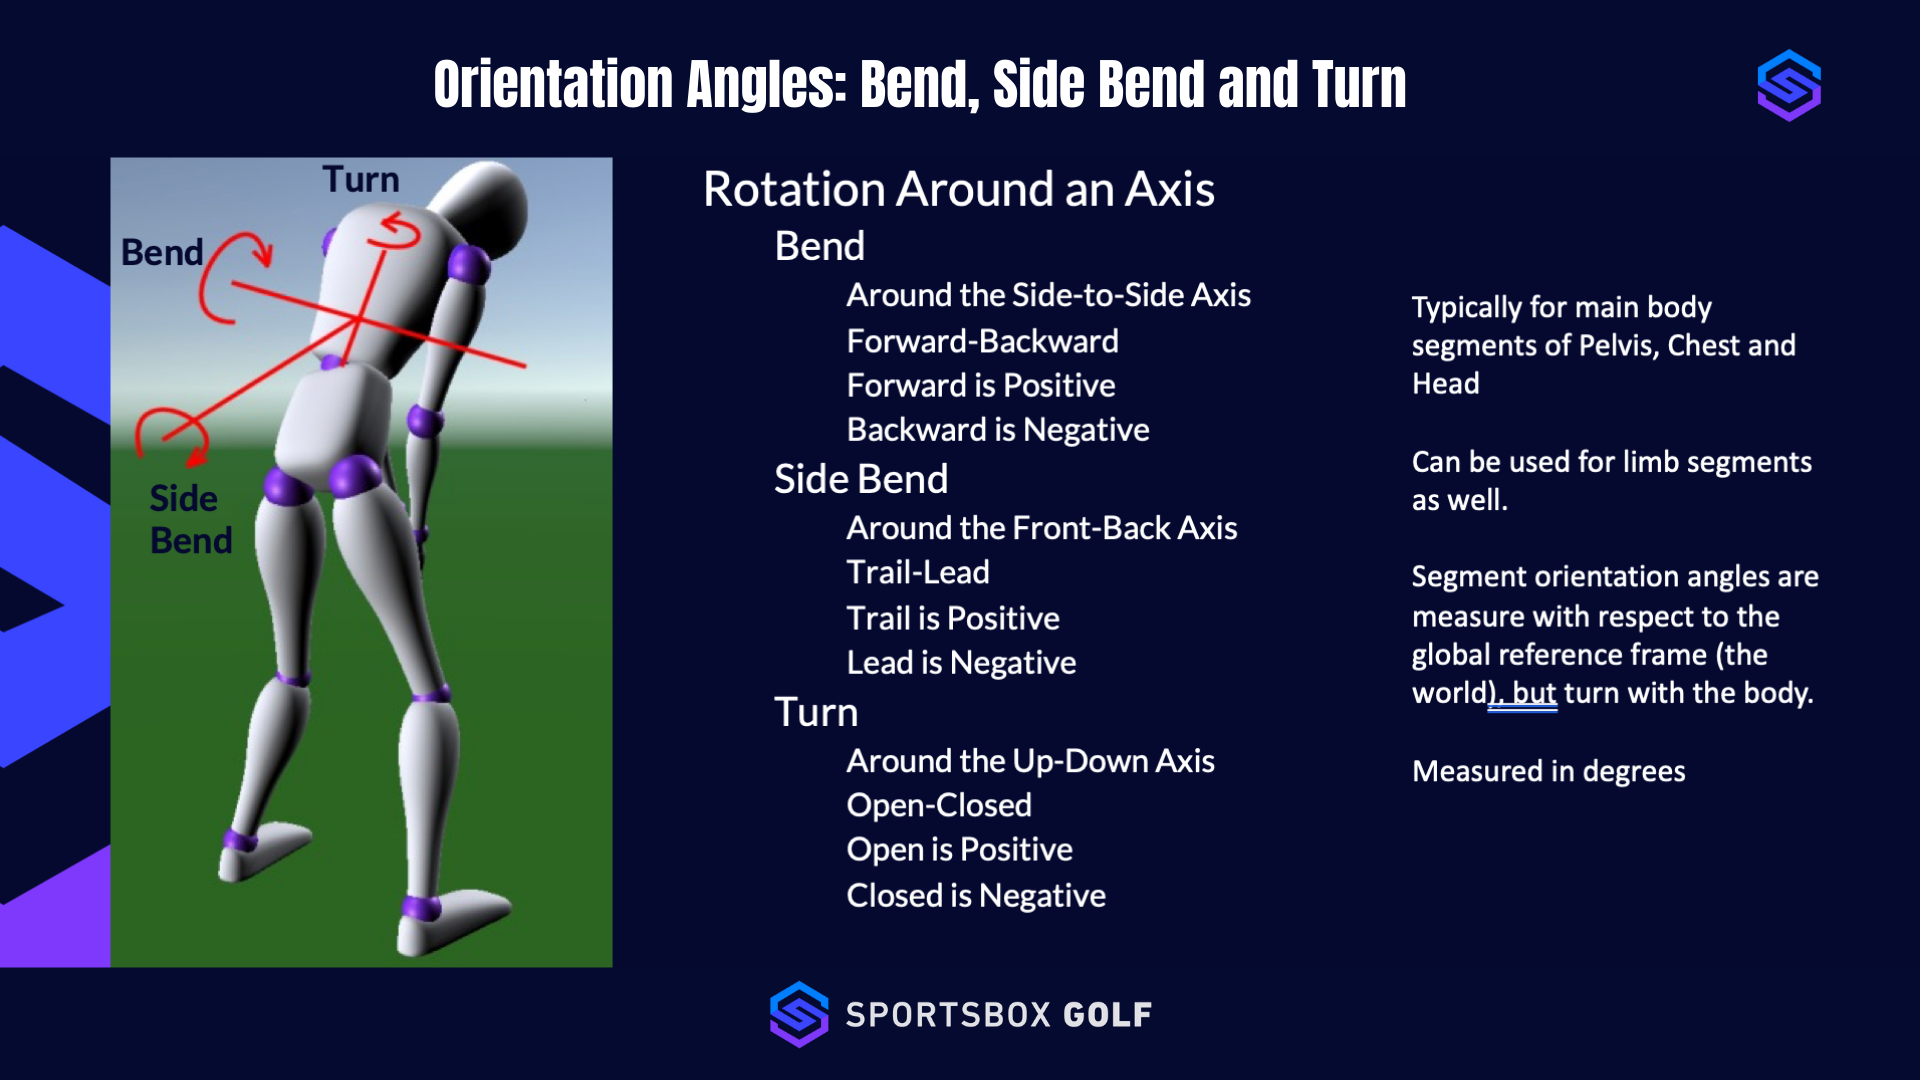 Orientation Angles: Bend, Side Bend and Turn
Turn
Bend
Side
Bend
Rotation Around an Axis
Bend
Around the Side-to-Side Axis
Forward-Backward
Forward is Positive
Backward is Negative
Side Bend
Around the Front-Back Axis
Trail-Lead
Trail is Positive
Lead is Negative
Turn
Around the Up-Down Axis
Open-Closed
Open is Positive
Closed is Negative
Typically for main body
segments of Pelvis, Chest and
Head
Can be used for limb segments
as well.
Segment orientation angles are
measure with respect to the
global reference frame (the
world), but turn with the body.
Measured in degrees
SPORTSBOX GOLF